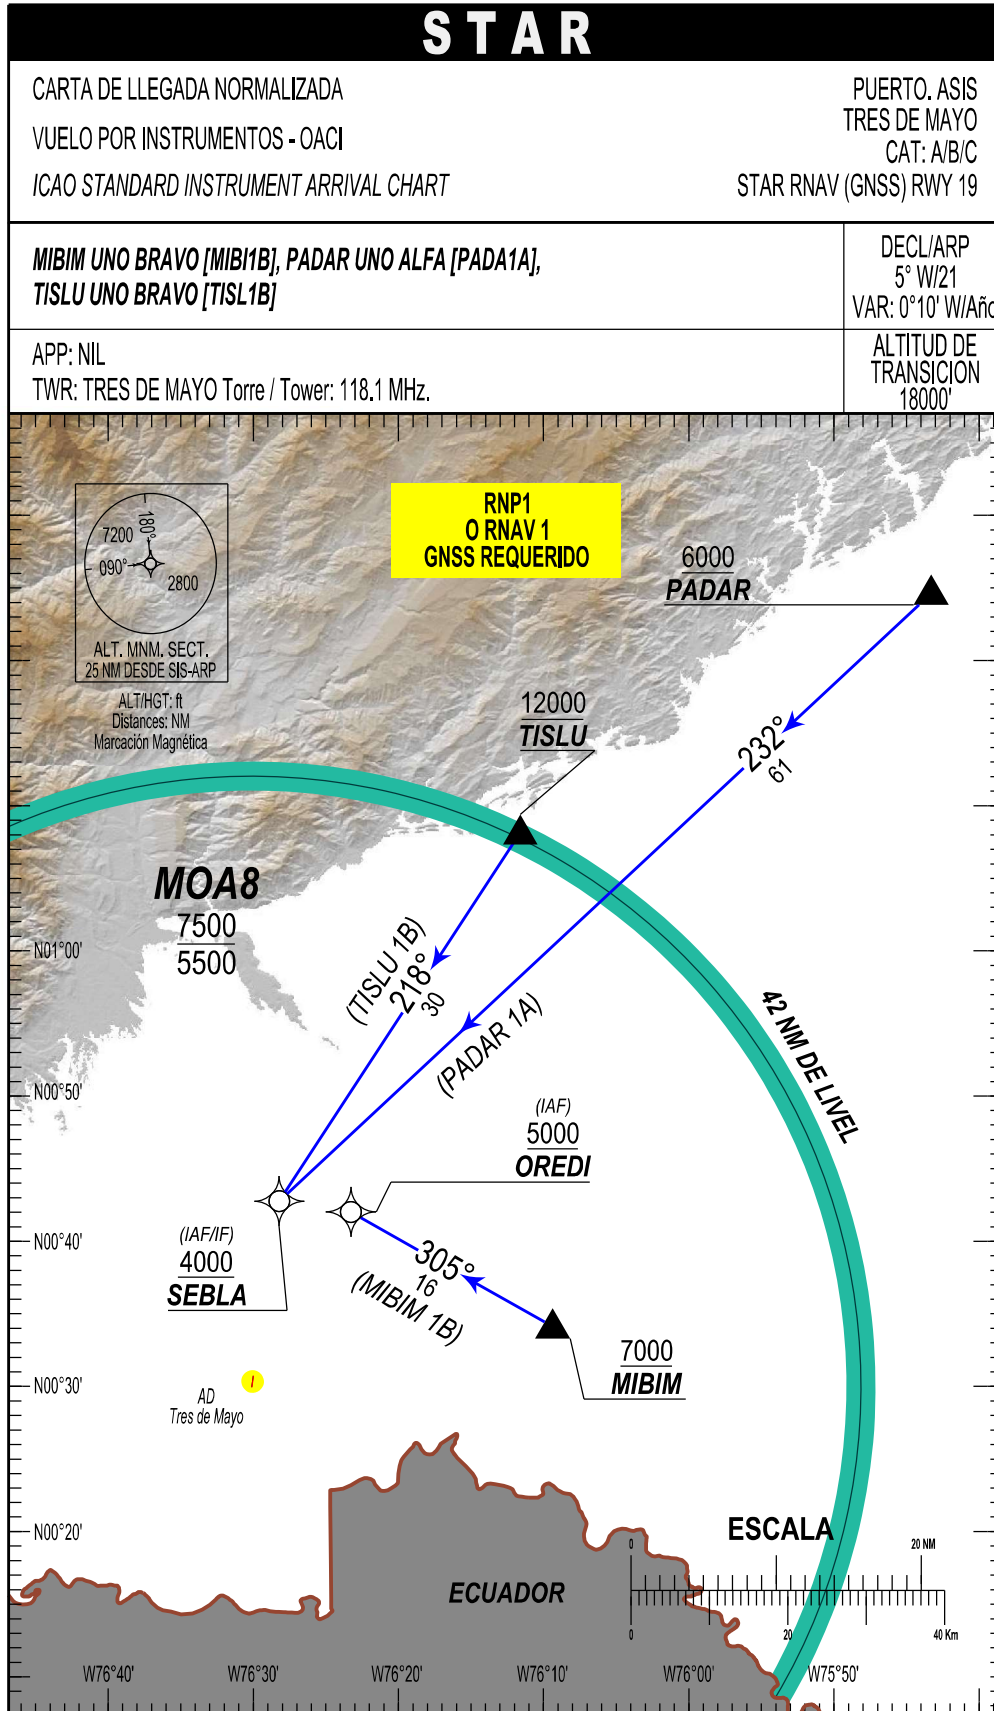 STAR
CARTA DE LLEGADA NORMALIZADA
VUELO POR INSTRUMENTOS - OACI
ICAO STANDARD INSTRUMENT ARRIVAL CHART
PUERTO. ASIS
TRES DE MAYO
CAT: A/B/C
STAR RNAV (GNSS) RWY 19
MIBIM UNO BRAVO [MIBI1B], PADAR UNO ALFA [PADA1A],
TISLU UNO BRAVO [TISL1B]
DECL/ARP
5° W/21
VAR: 0°10' W/Año
APP: NIL
TWR: TRES DE MAYO Torre / Tower: 118.1 MHz.
ALTITUD DE
TRANSICION
18000'
RNP1
O RNAV 1
GNSS REQUERIDO
180°
7200
090°
2800
ALT. MNM. SECT.
25 NM DESDE SIS-ARP
ALT/HGT: ft
Distances: NM
Marcación Magnética
6000
PADAR
12000
TISLU
232°
61
MOA8
7500
5500
(TISLU 1B)
218°
30
(PADAR 1A)
42 NM DE LIVEL
N01°00'
N00°50'
(IAF)
5000
OREDI
(IAF/IF)
4000
SEBLA
N00°40'
305°
16
(MIBIM 1B)
7000
MIBIM
N00°30'
AD
Tres de Mayo
N00°20'
ESCALA
0
20 NM
0
20
40 Km
ECUADOR
W76°40'
W76°30'
W76°20'
W76°10'
W76°00'
W75°50'